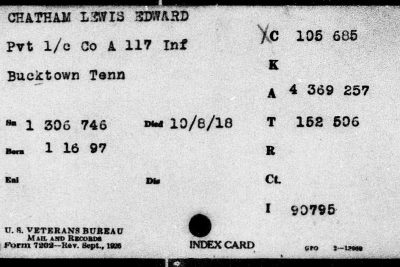 CHATHAM LEWIS EDWARD
Pvt 1/c Co A 117 Inf
Bucktown Tenn
XC 105 685
K
A 4 369 257
Sn 1 306 746 Died 10/8/18 T 152 506
Born 1 16 97
R
Enl Dis Ct.
I 90795
U. S. VETERANS BUREAU
MAIL AND RECORDS
Form 7202—Rev. Sept., 1926
INDEX CARD
GPO